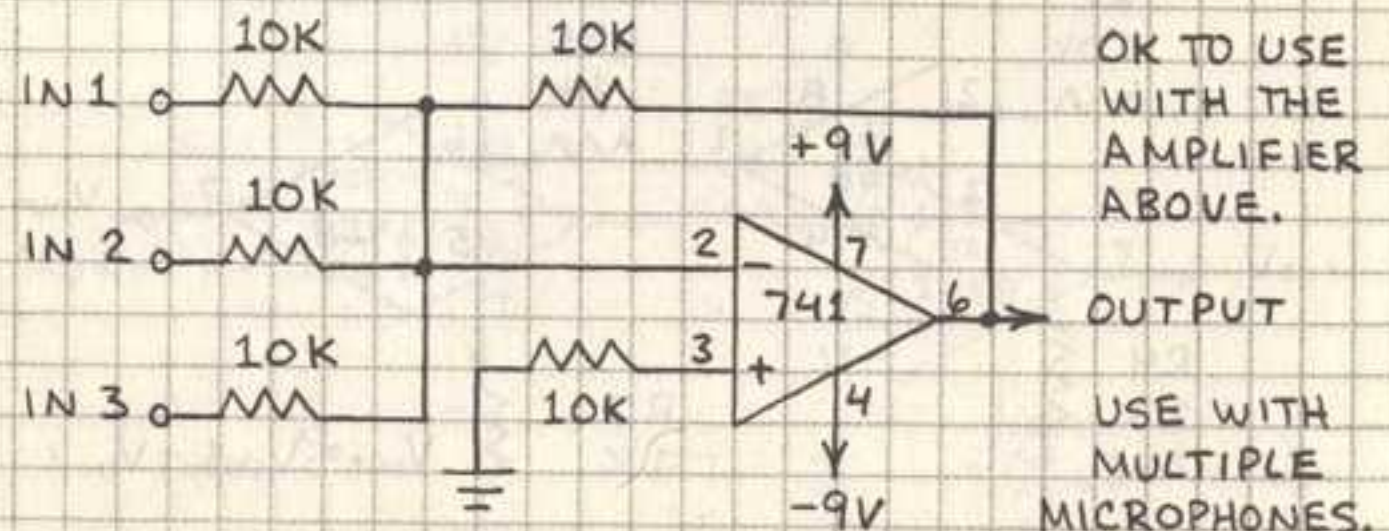 10K
10K
OK TO USE
WITH THE
AMPLIFIER
ABOVE.
IN 1
+9V
10K
IN 2
2
-
7
741
6
OUTPUT
10K
3
+
10K
4
IN 3
-9V
USE WITH
MULTIPLE
MICROPHONES.